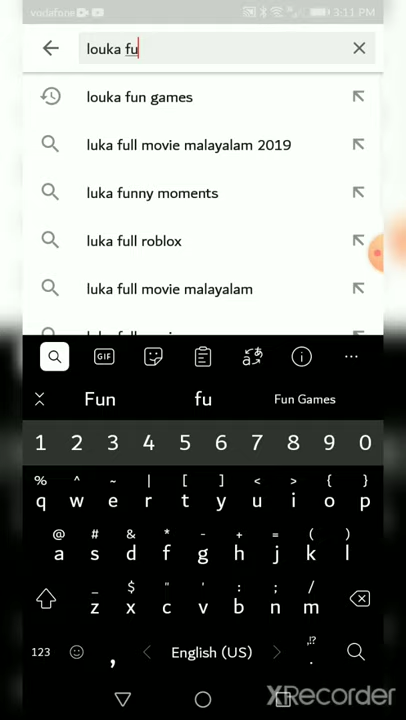 vodafone 3:11 PM
louka fu
louka fun games
luka full movie malayalam 2019
luka funny moments
luka full roblox
luka full movie malayalam
GIF
Fun fu Fun Games
1 2 3 4 5 6 7 8 9 0
% ^ ~ | [ ] < > { }
q w e r t y u i o p
@ # & * - + = ( )
a s d f g h j k l
_ $ " ' : ; /
z x c v b n m
,!?
123 , < English (US) > .
XRecorder